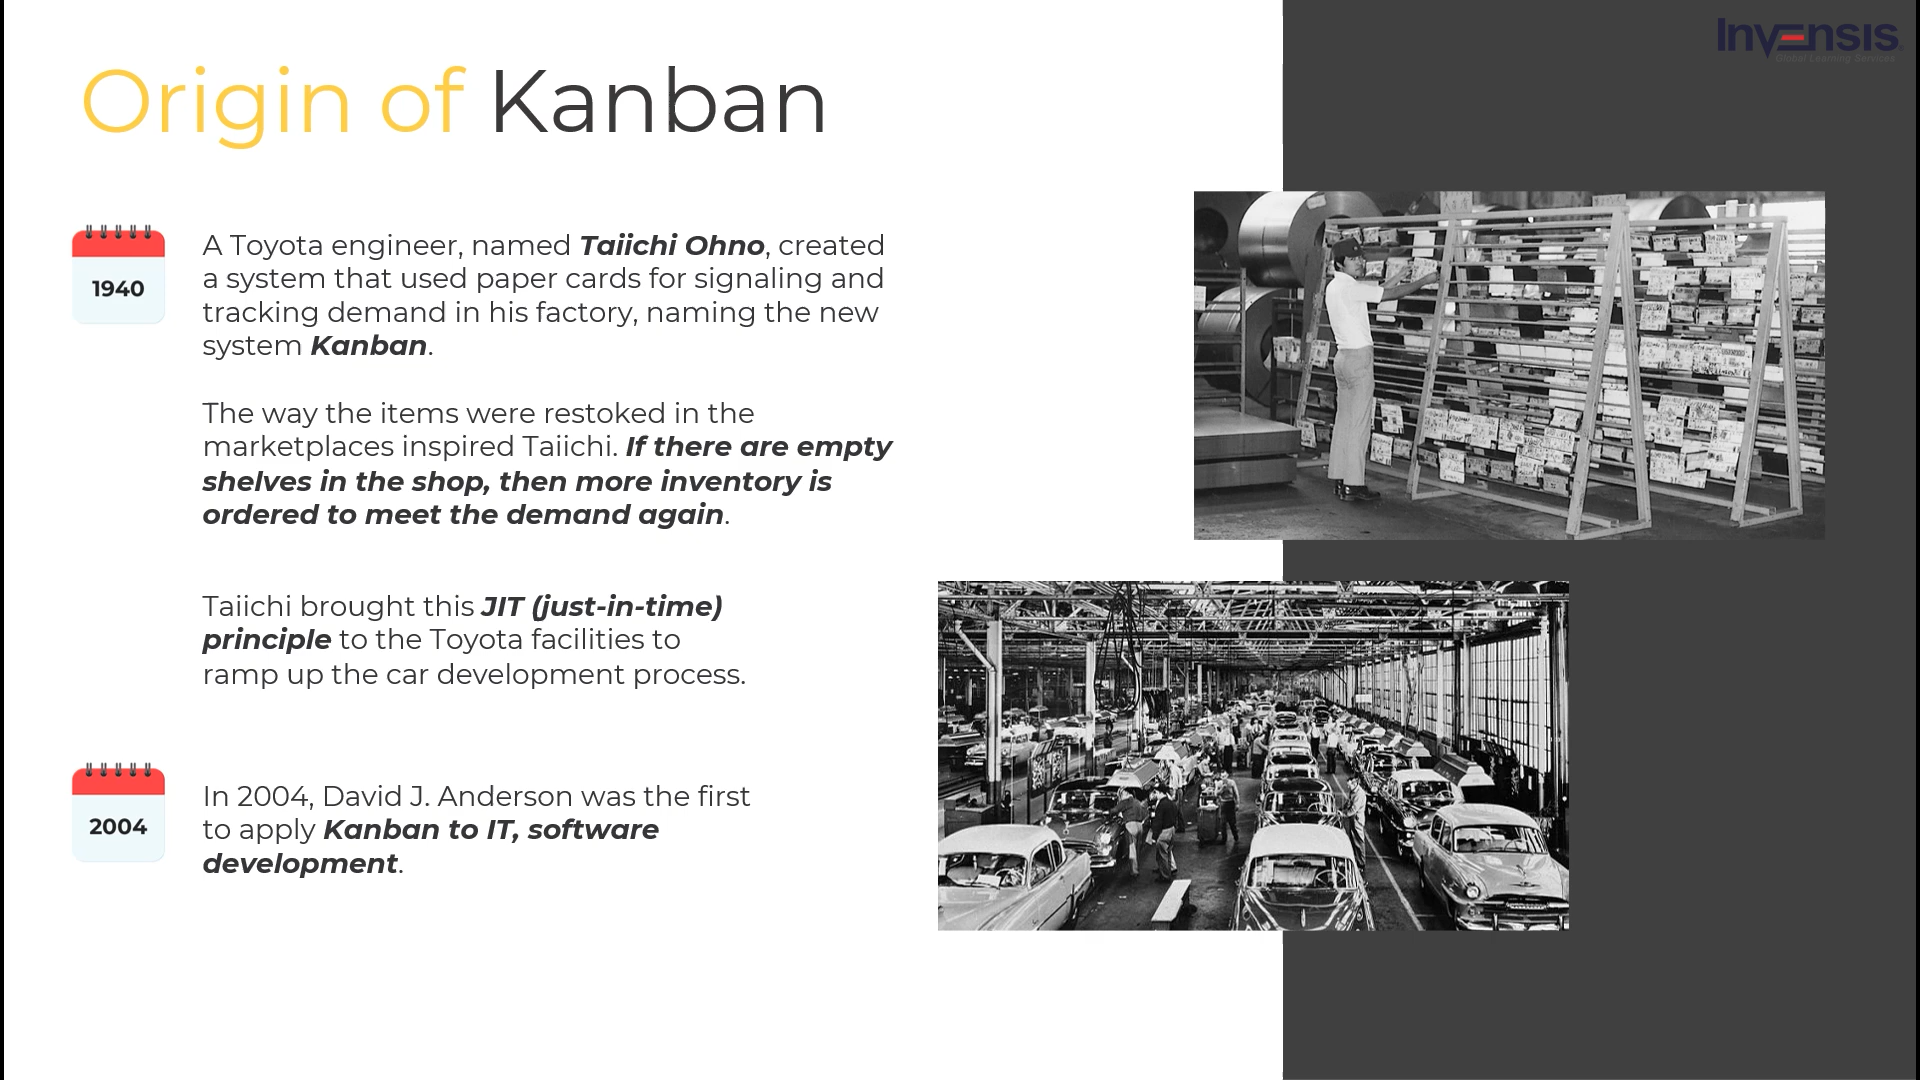 Invensis
Global Learning Services
Origin of Kanban
1940
A Toyota engineer, named Taiichi Ohno, created
a system that used paper cards for signaling and
tracking demand in his factory, naming the new
system Kanban.
The way the items were restoked in the
marketplaces inspired Taiichi. If there are empty
shelves in the shop, then more inventory is
ordered to meet the demand again.
Taiichi brought this JIT (just-in-time)
principle to the Toyota facilities to
ramp up the car development process.
2004
In 2004, David J. Anderson was the first
to apply Kanban to IT, software
development.